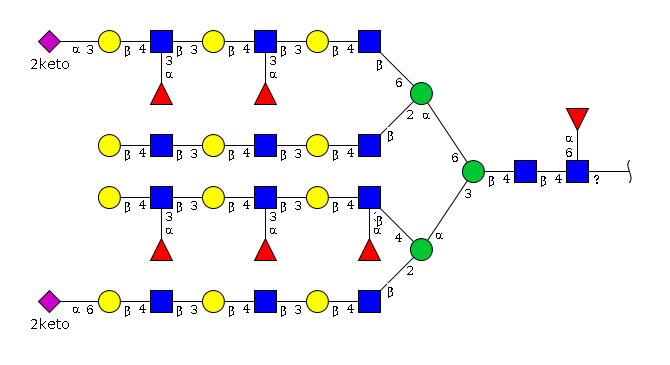 α 3 β 4 β 3 β 4 β 3 β 4 β
2keto
3 α 3 α
6
2 α
β 4 β 3 β 4 β 3 β 4 β
α 6
6
β 4 β 4 ?
3
β 4 β 3 β 4 β 3 β 4 β
3 α 3 α 3 α
4 α
2
α 6 β 4 β 3 β 4 β 3 β 4 β
2keto